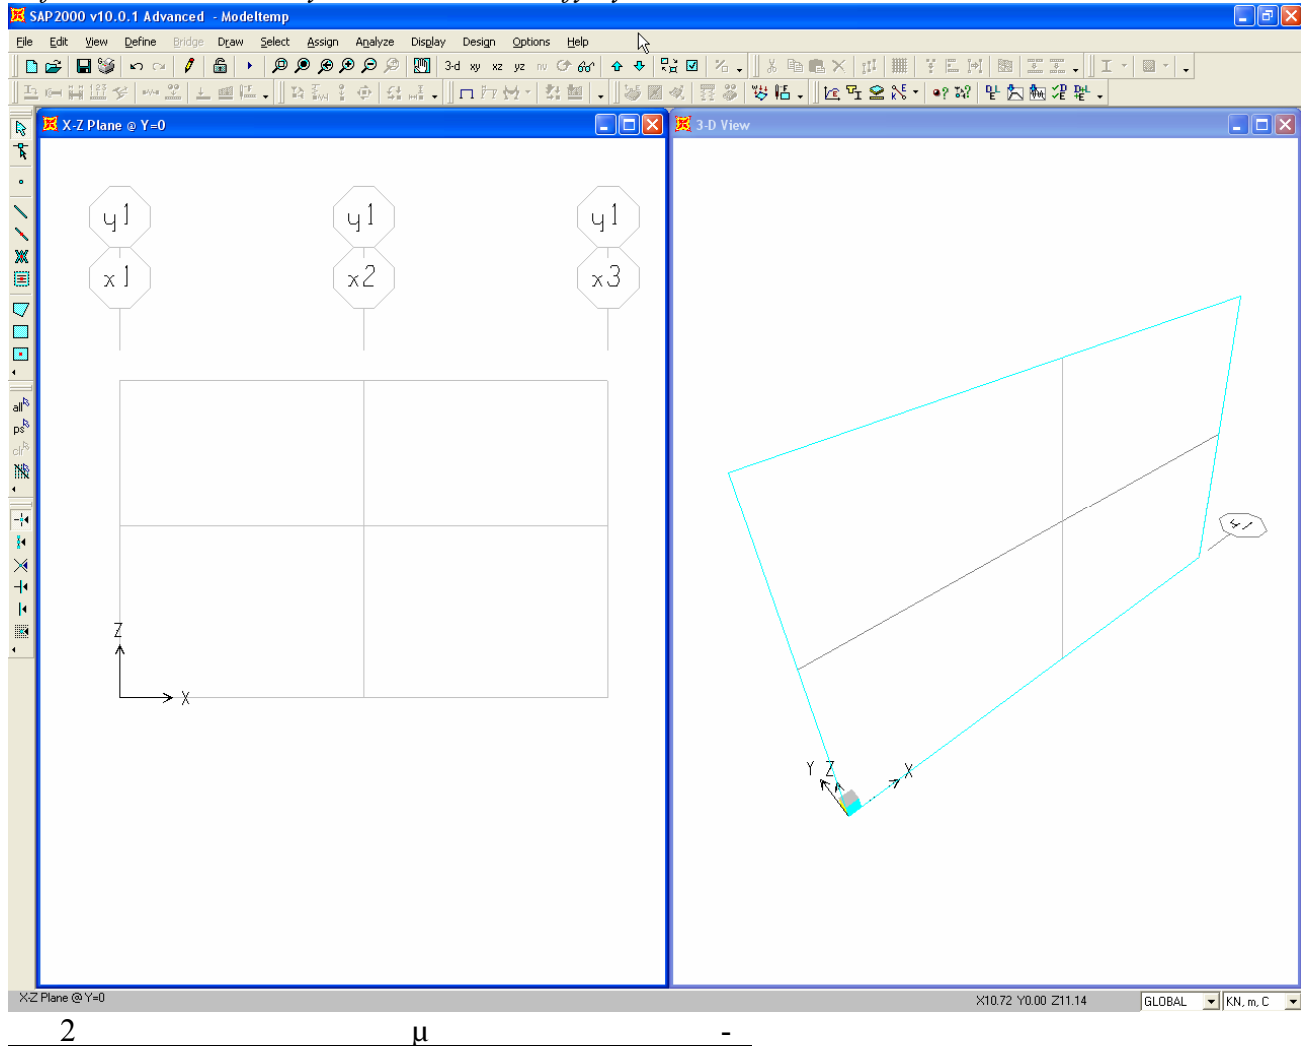 SAP2000 v10.0.1 Advanced - Modeltemp
File Edit View Define Bridge Draw Select Assign Analyze Display Design Options Help
3-d xy xz yz nv
X-Z Plane @ Y=0
3-D View
y1 y1 y1
x1 x2 x3
Z
X
y1
Y Z X
all
ps
clr
X-Z Plane @ Y=0
X10.72 Y0.00 Z11.14
GLOBAL
KN, m, C
2 μ -